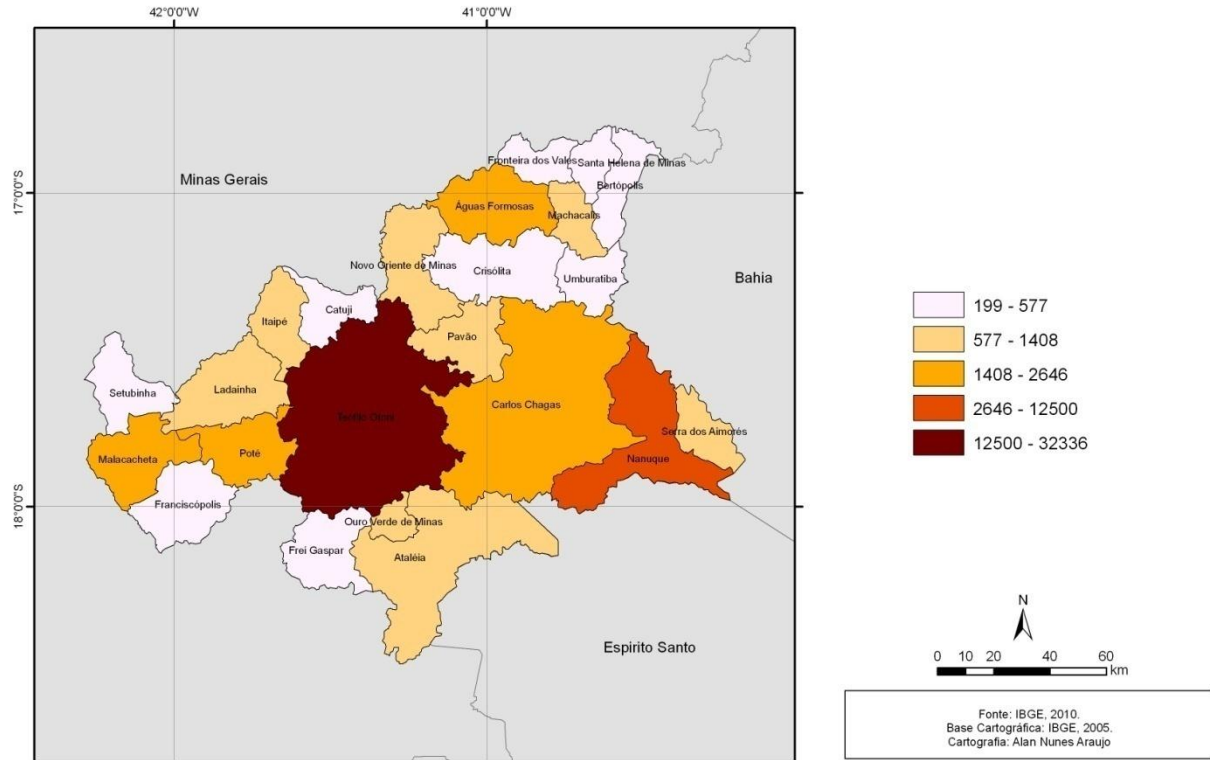 42°0'0"W
41°0'0"W
17°0'0"S
18°0'0"S
Minas Gerais
Bahia
Espirito Santo
Fronteira dos Vales
Santa Helena de Minas
Bertópolis
Águas Formosas
Machacalis
Novo Oriente de Minas
Crisólita
Umburatiba
Catuji
Itaipé
Pavão
Setubinha
Ladainha
Teófilo Otoni
Carlos Chagas
Serra dos Aimorés
Malacacheta
Poté
Nanuque
Franciscópolis
Ouro Verde de Minas
Frei Gaspar
Ataléia
199 - 577
577 - 1408
1408 - 2646
2646 - 12500
12500 - 32336
N
0 10 20 40 60
km
Fonte: IBGE, 2010.
Base Cartográfica: IBGE, 2005.
Cartografia: Alan Nunes Araujo